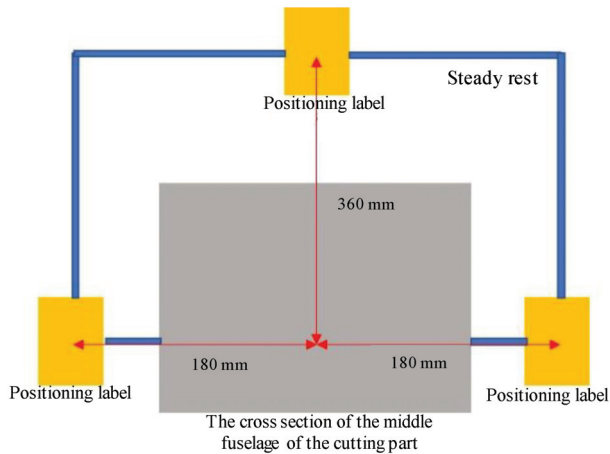 Steady rest
Positioning label
360 mm
180 mm
180 mm
Positioning label
Positioning label
The cross section of the middle
fuselage of the cutting part